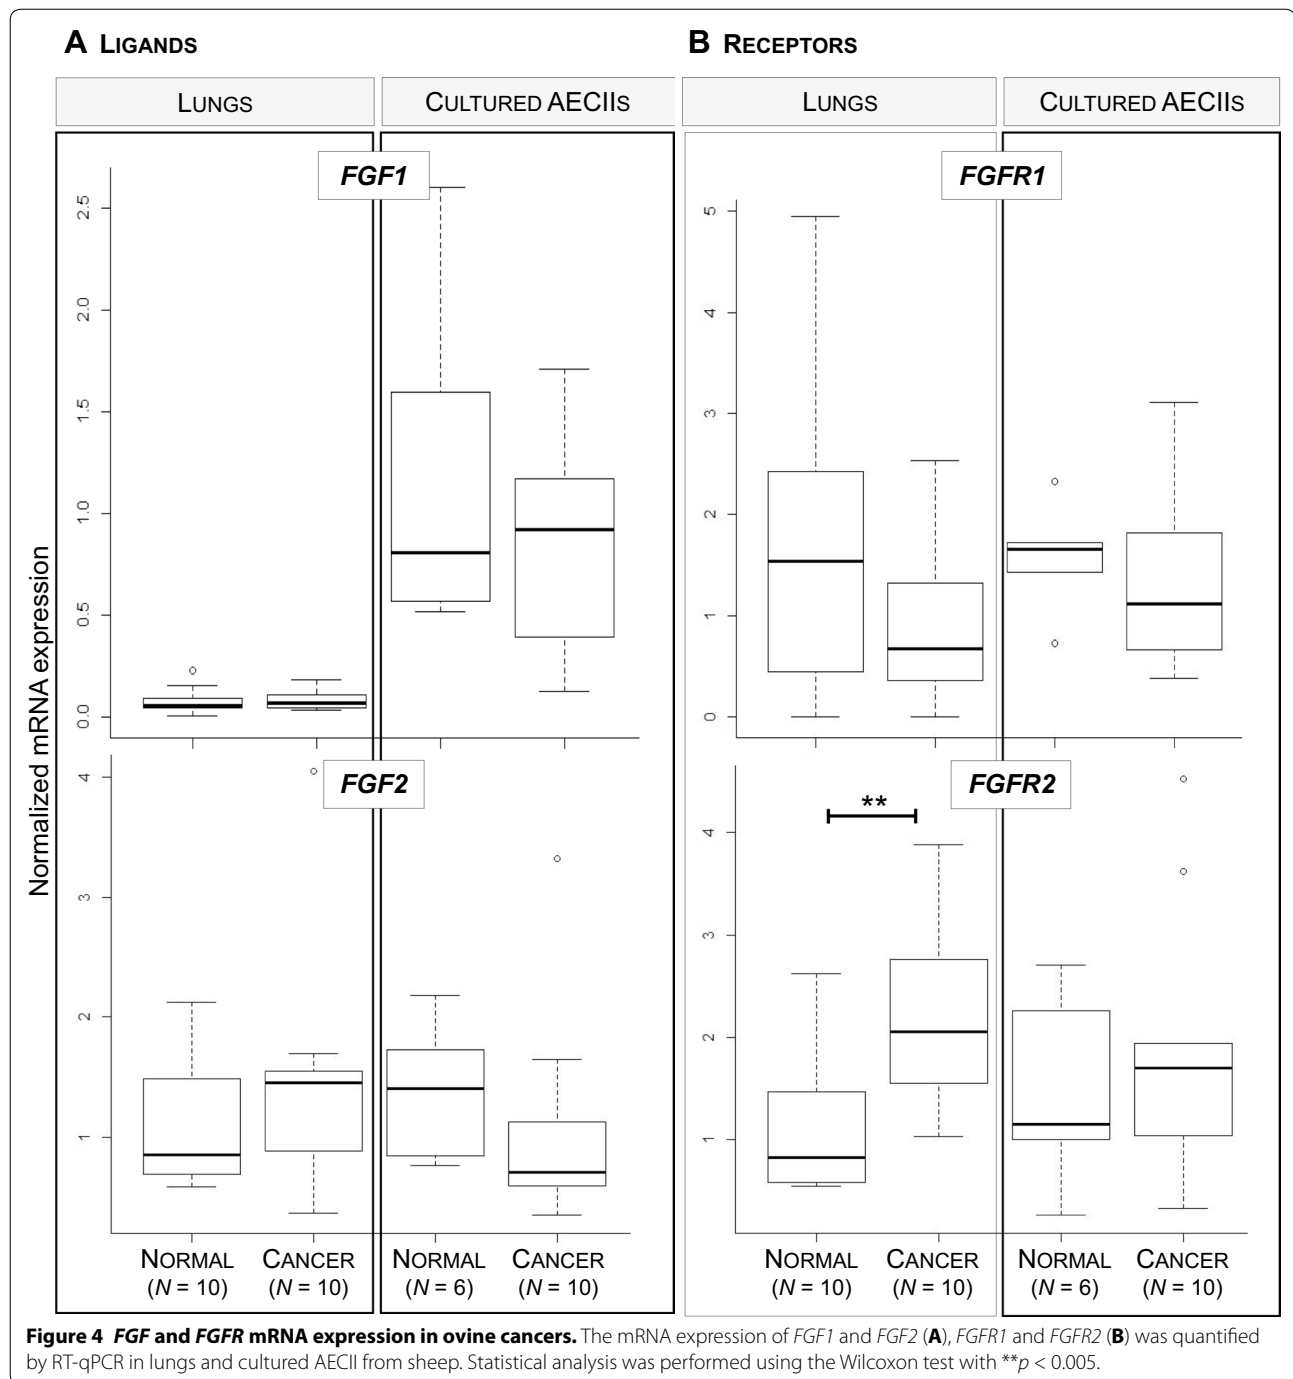 A LIGANDS
B RECEPTORS
LUNGS
CULTURED AECIIS
LUNGS
CULTURED AECIIS
Normalized mRNA expression
FGF1
2.5
2.0
1.5
1.0
0.5
0.0
FGFR1
5
4
3
2
1
0
FGF2
4
3
2
1
FGFR2
**
4
3
2
1
NORMAL CANCER NORMAL CANCER
(N = 10) (N = 10) (N = 6) (N = 10)
NORMAL CANCER NORMAL CANCER
(N = 10) (N = 10) (N = 6) (N = 10)
Figure 4 FGF and FGFR mRNA expression in ovine cancers. The mRNA expression of FGF1 and FGF2 (A), FGFR1 and FGFR2 (B) was quantified
by RT-qPCR in lungs and cultured AECII from sheep. Statistical analysis was performed using the Wilcoxon test with **p < 0.005.